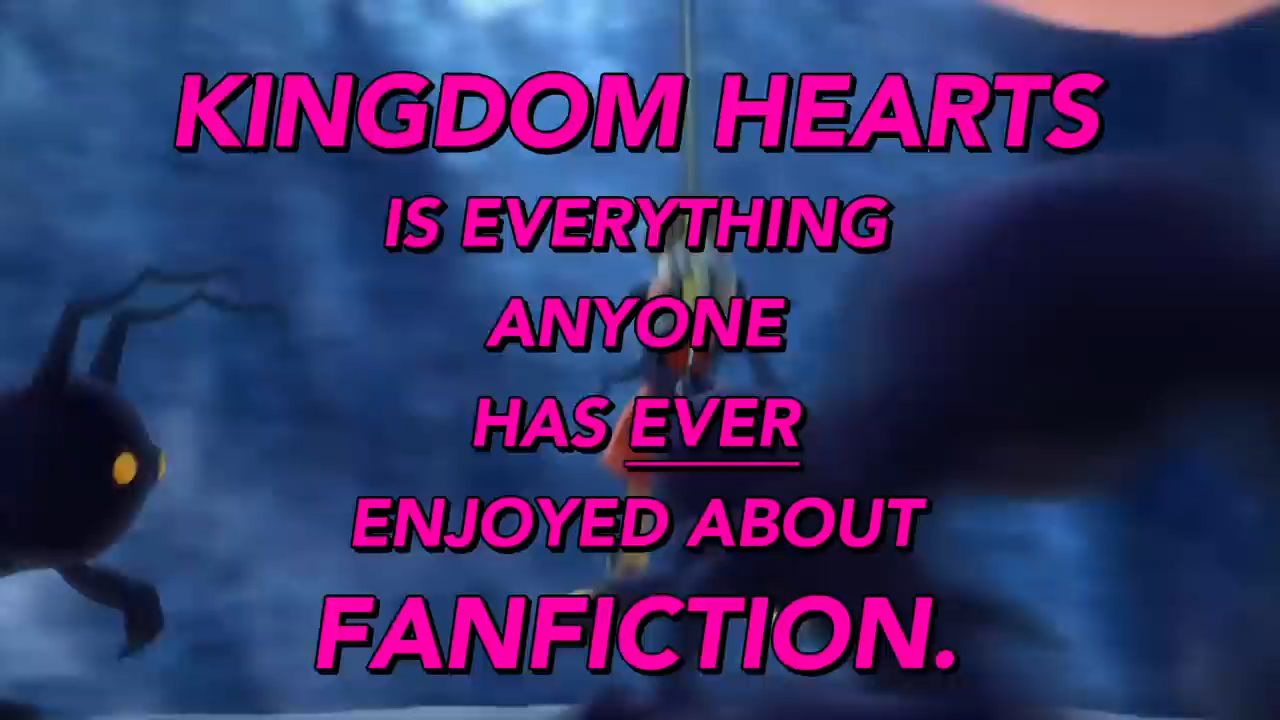 KINGDOM HEARTS
IS EVERYTHING
ANYONE
HAS EVER
ENJOYED ABOUT
FANFICTION.